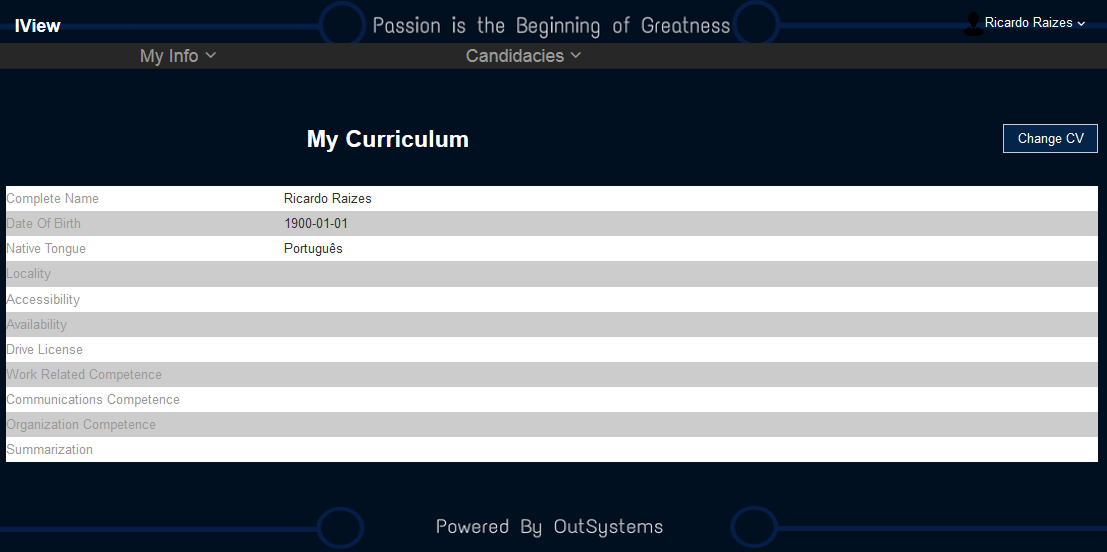 IView
Passion is the Beginning of Greatness
Ricardo Raizes
My Info
Candidacies
My Curriculum
Change CV
Complete Name Ricardo Raizes
Date Of Birth 1900-01-01
Native Tongue Português
Locality
Accessibility
Availability
Drive License
Work Related Competence
Communications Competence
Organization Competence
Summarization
Powered By OutSystems